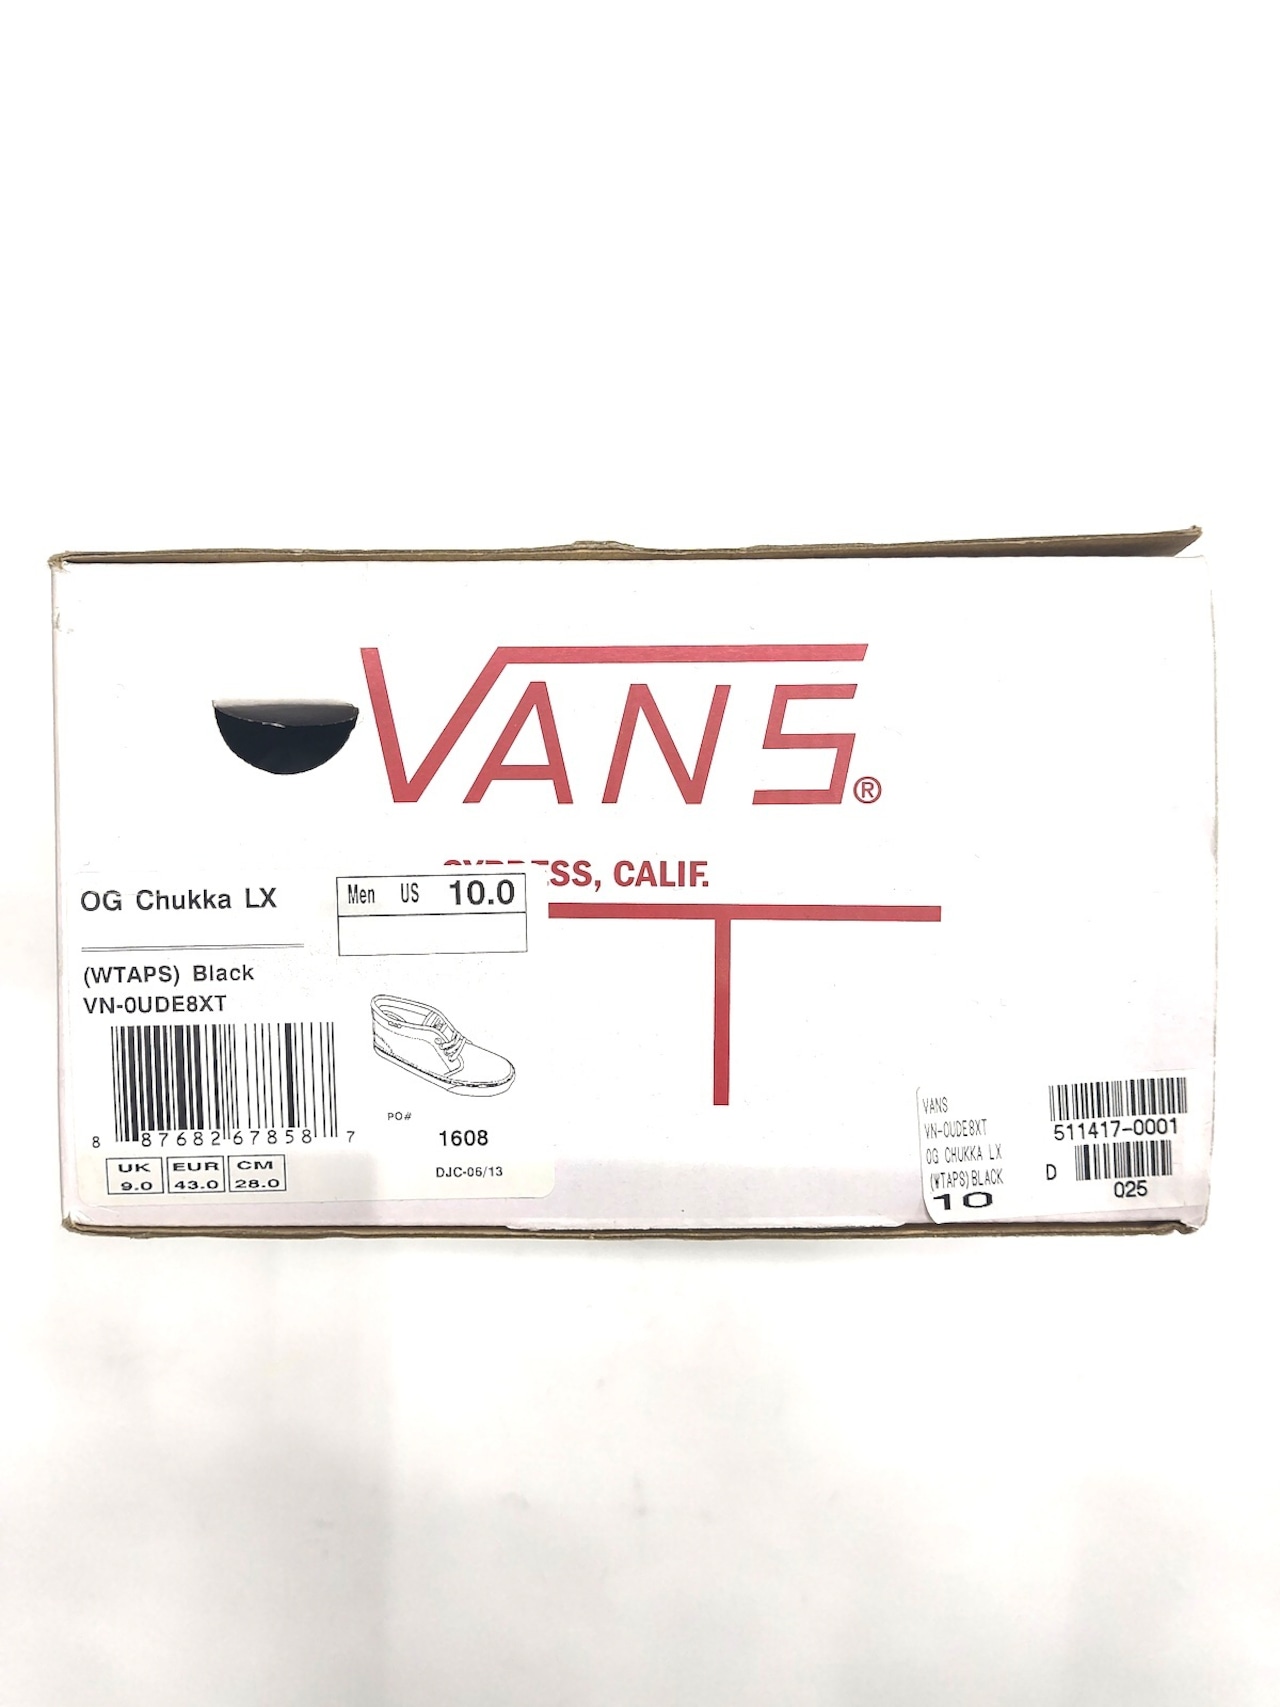 VANS®
CYPRESS, CALIF.
T
OG Chukka LX
Men US 10.0
(WTAPS) Black
VN-0UDE8XT
8 87682 67858 7
PO#
1608
DJC-06/13
UK EUR CM
9.0 43.0 28.0
VANS
VN-0UDE8XT
OG CHUKKA LX
(WTAPS)BLACK
10
511417-0001
D
025